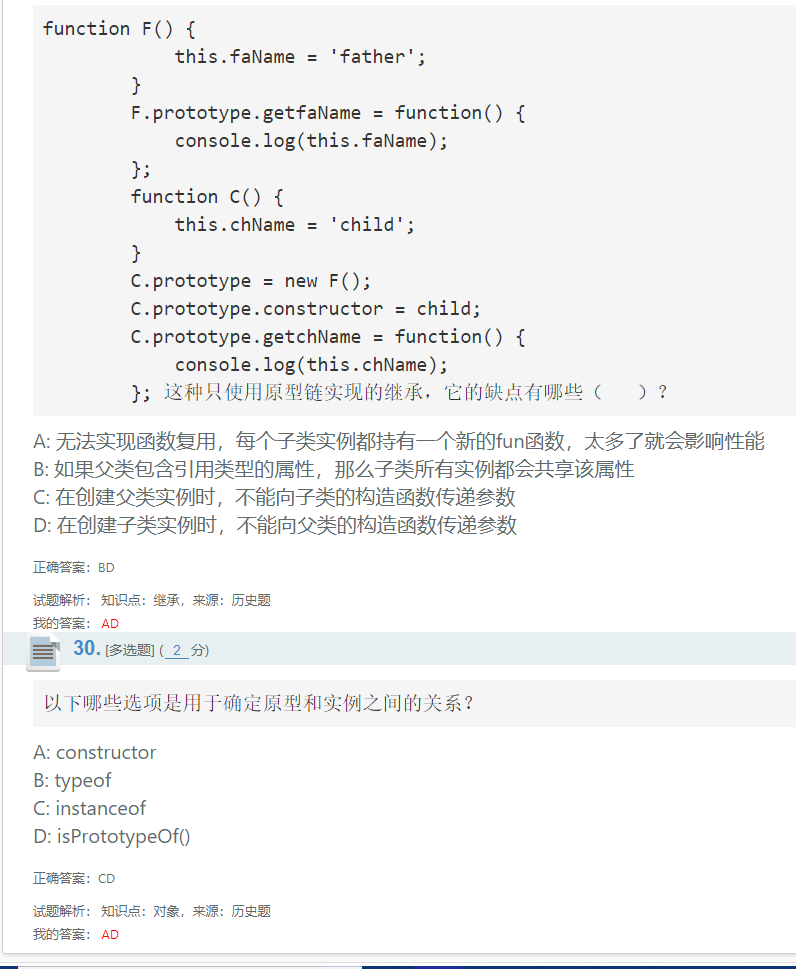 function F() {
this.faName = 'father';
}
F.prototype.getfaName = function() {
console.log(this.faName);
};
function C() {
this.chName = 'child';
}
C.prototype = new F();
C.prototype.constructor = child;
C.prototype.getchName = function() {
console.log(this.chName);
}; 这种只使用原型链实现的继承，它的缺点有哪些（　　）？
A: 无法实现函数复用，每个子类实例都持有一个新的fun函数，太多了就会影响性能
B: 如果父类包含引用类型的属性，那么子类所有实例都会共享该属性
C: 在创建父类实例时，不能向子类的构造函数传递参数
D: 在创建子类实例时，不能向父类的构造函数传递参数
正确答案：BD
试题解析： 知识点：继承，来源：历史题
我的答案： AD
30. [多选题] ( 2 分)
以下哪些选项是用于确定原型和实例之间的关系？
A: constructor
B: typeof
C: instanceof
D: isPrototypeOf()
正确答案：CD
试题解析： 知识点：对象，来源：历史题
我的答案： AD